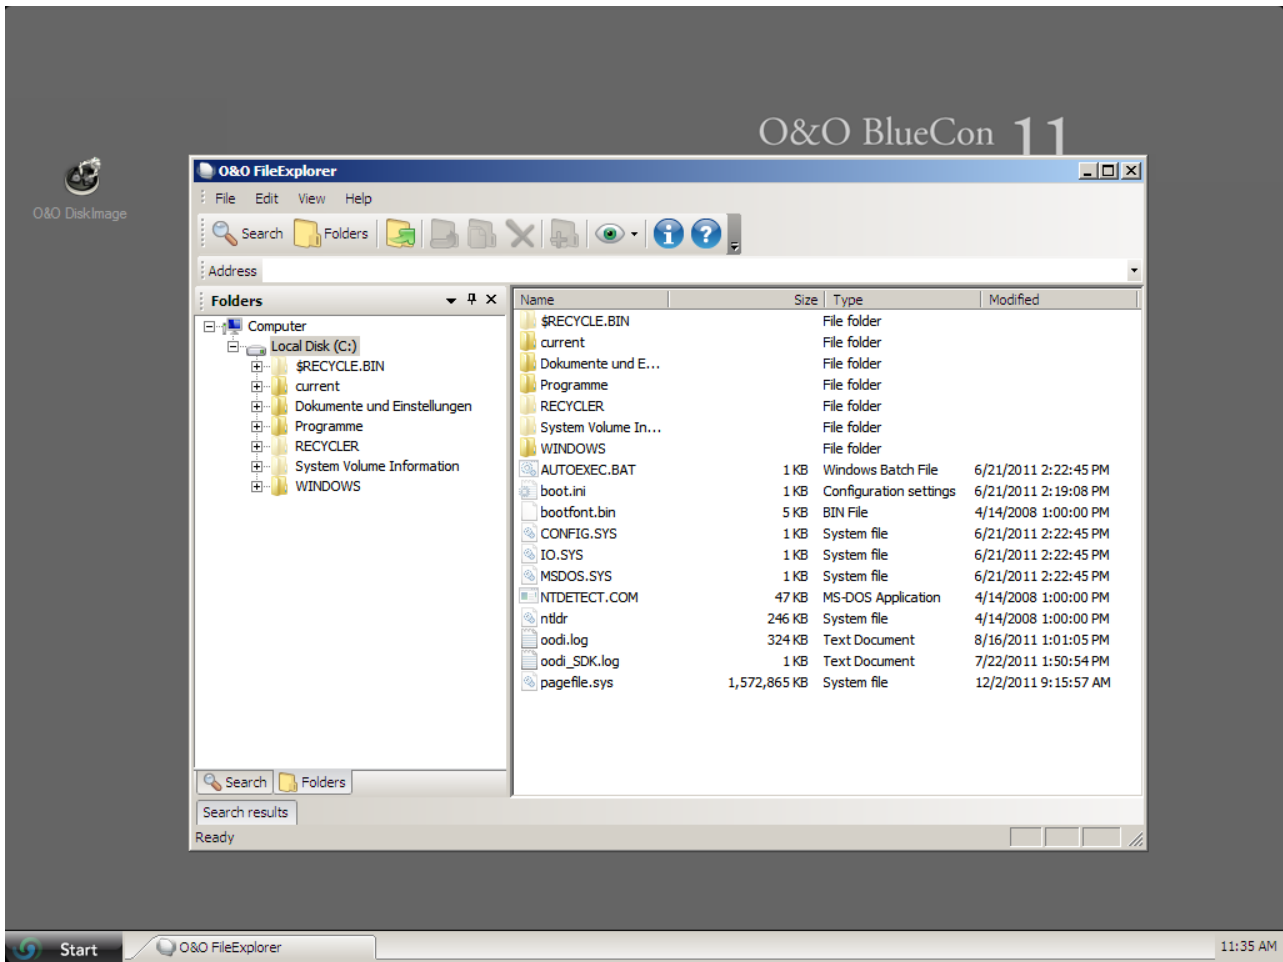 O&O BlueCon 11
O&O DiskImage
O&O FileExplorer
File Edit View Help
Search Folders
Address
Folders
Computer
Local Disk (C:)
$RECYCLE.BIN
current
Dokumente und Einstellungen
Programme
RECYCLER
System Volume Information
WINDOWS
Name Size Type Modified
$RECYCLE.BIN File folder
current File folder
Dokumente und E... File folder
Programme File folder
RECYCLER File folder
System Volume In... File folder
WINDOWS File folder
AUTOEXEC.BAT 1 KB Windows Batch File 6/21/2011 2:22:45 PM
boot.ini 1 KB Configuration settings 6/21/2011 2:19:08 PM
bootfont.bin 5 KB BIN File 4/14/2008 1:00:00 PM
CONFIG.SYS 1 KB System file 6/21/2011 2:22:45 PM
IO.SYS 1 KB System file 6/21/2011 2:22:45 PM
MSDOS.SYS 1 KB System file 6/21/2011 2:22:45 PM
NTDETECT.COM 47 KB MS-DOS Application 4/14/2008 1:00:00 PM
ntldr 246 KB System file 4/14/2008 1:00:00 PM
oodi.log 324 KB Text Document 8/16/2011 1:01:05 PM
oodi_SDK.log 1 KB Text Document 7/22/2011 1:50:54 PM
pagefile.sys 1,572,865 KB System file 12/2/2011 9:15:57 AM
Search Folders
Search results
Ready
Start O&O FileExplorer 11:35 AM